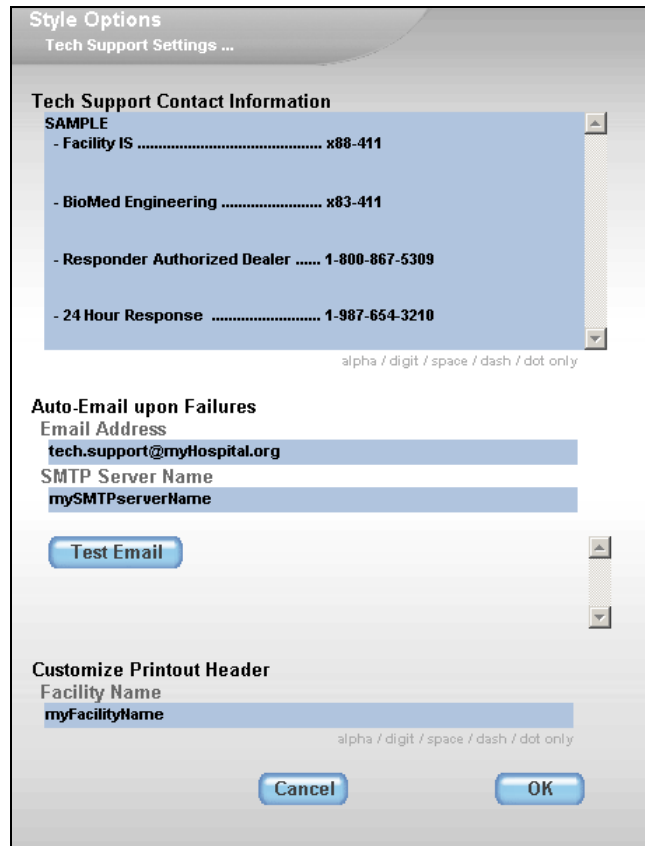 Style Options
Tech Support Settings ...
Tech Support Contact Information
SAMPLE
- Facility IS ............................................ x88-411
- BioMed Engineering ........................ x83-411
- Responder Authorized Dealer ...... 1-800-867-5309
- 24 Hour Response .......................... 1-987-654-3210
alpha / digit / space / dash / dot only
Auto-Email upon Failures
Email Address
tech.support@myHospital.org
SMTP Server Name
mySMTPserverName
Test Email
Customize Printout Header
Facility Name
myFacilityName
alpha / digit / space / dash / dot only
Cancel OK